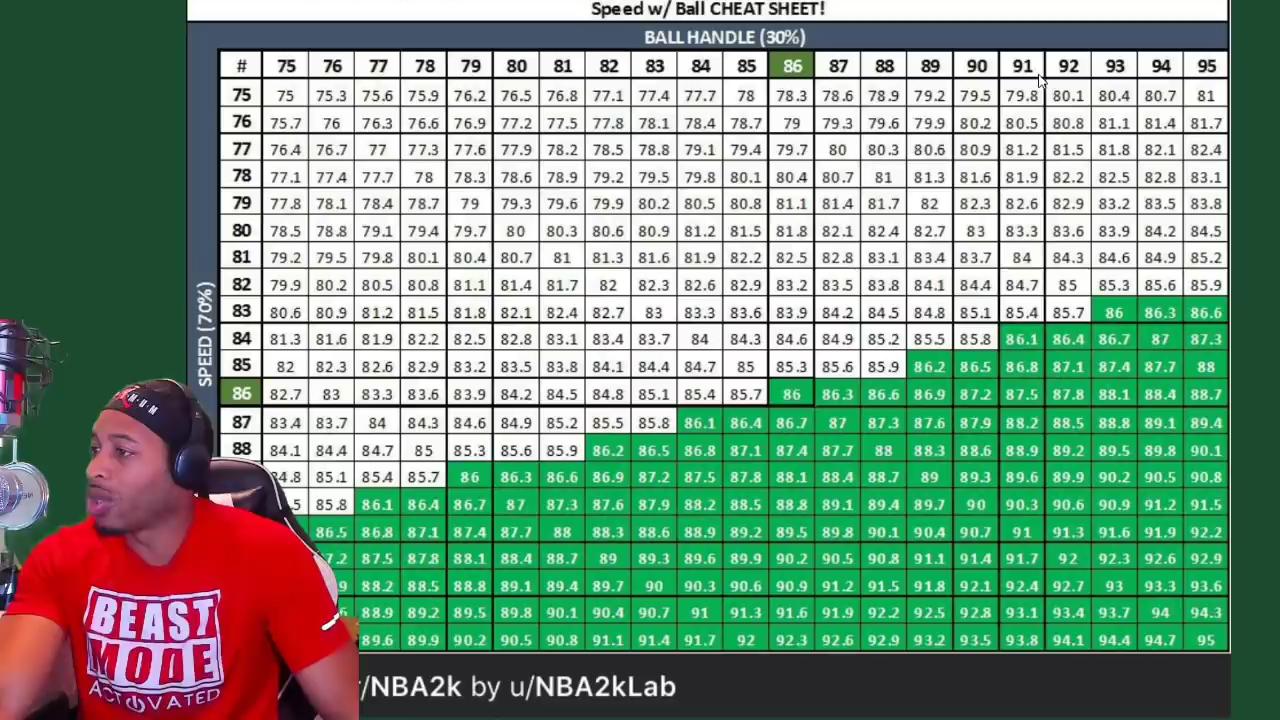 Speed w/ Ball CHEAT SHEET!
BALL HANDLE (30%)
SPEED (70%)
# 75 76 77 78 79 80 81 82 83 84 85 86 87 88 89 90 91 92 93 94 95
75 75 75.3 75.6 75.9 76.2 76.5 76.8 77.1 77.4 77.7 78 78.3 78.6 78.9 79.2 79.5 79.8 80.1 80.4 80.7 81
76 75.7 76 76.3 76.6 76.9 77.2 77.5 77.8 78.1 78.4 78.7 79 79.3 79.6 79.9 80.2 80.5 80.8 81.1 81.4 81.7
77 76.4 76.7 77 77.3 77.6 77.9 78.2 78.5 78.8 79.1 79.4 79.7 80 80.3 80.6 80.9 81.2 81.5 81.8 82.1 82.4
78 77.1 77.4 77.7 78 78.3 78.6 78.9 79.2 79.5 79.8 80.1 80.4 80.7 81 81.3 81.6 81.9 82.2 82.5 82.8 83.1
79 77.8 78.1 78.4 78.7 79 79.3 79.6 79.9 80.2 80.5 80.8 81.1 81.4 81.7 82 82.3 82.6 82.9 83.2 83.5 83.8
80 78.5 78.8 79.1 79.4 79.7 80 80.3 80.6 80.9 81.2 81.5 81.8 82.1 82.4 82.7 83 83.3 83.6 83.9 84.2 84.5
81 79.2 79.5 79.8 80.1 80.4 80.7 81 81.3 81.6 81.9 82.2 82.5 82.8 83.1 83.4 83.7 84 84.3 84.6 84.9 85.2
82 79.9 80.2 80.5 80.8 81.1 81.4 81.7 82 82.3 82.6 82.9 83.2 83.5 83.8 84.1 84.4 84.7 85 85.3 85.6 85.9
83 80.6 80.9 81.2 81.5 81.8 82.1 82.4 82.7 83 83.3 83.6 83.9 84.2 84.5 84.8 85.1 85.4 85.7 86 86.3 86.6
84 81.3 81.6 81.9 82.2 82.5 82.8 83.1 83.4 83.7 84 84.3 84.6 84.9 85.2 85.5 85.8 86.1 86.4 86.7 87 87.3
85 82 82.3 82.6 82.9 83.2 83.5 83.8 84.1 84.4 84.7 85 85.3 85.6 85.9 86.2 86.5 86.8 87.1 87.4 87.7 88
86 82.7 83 83.3 83.6 83.9 84.2 84.5 84.8 85.1 85.4 85.7 86 86.3 86.6 86.9 87.2 87.5 87.8 88.1 88.4 88.7
87 83.4 83.7 84 84.3 84.6 84.9 85.2 85.5 85.8 86.1 86.4 86.7 87 87.3 87.6 87.9 88.2 88.5 88.8 89.1 89.4
88 84.1 84.4 84.7 85 85.3 85.6 85.9 86.2 86.5 86.8 87.1 87.4 87.7 88 88.3 88.6 88.9 89.2 89.5 89.8 90.1
4.8 85.1 85.4 85.7 86 86.3 86.6 86.9 87.2 87.5 87.8 88.1 88.4 88.7 89 89.3 89.6 89.9 90.2 90.5 90.8
5 85.8 86.1 86.4 86.7 87 87.3 87.6 87.9 88.2 88.5 88.8 89.1 89.4 89.7 90 90.3 90.6 90.9 91.2 91.5
86.5 86.8 87.1 87.4 87.7 88 88.3 88.6 88.9 89.2 89.5 89.8 90.1 90.4 90.7 91 91.3 91.6 91.9 92.2
7.2 87.5 87.8 88.1 88.4 88.7 89 89.3 89.6 89.9 90.2 90.5 90.8 91.1 91.4 91.7 92 92.3 92.6 92.9
9 88.2 88.5 88.8 89.1 89.4 89.7 90 90.3 90.6 90.9 91.2 91.5 91.8 92.1 92.4 92.7 93 93.3 93.6
6 88.9 89.2 89.5 89.8 90.1 90.4 90.7 91 91.3 91.6 91.9 92.2 92.5 92.8 93.1 93.4 93.7 94 94.3
89.6 89.9 90.2 90.5 90.8 91.1 91.4 91.7 92 92.3 92.6 92.9 93.2 93.5 93.8 94.1 94.4 94.7 95
r/NBA2k by u/NBA2kLab
BEAST
MODE
ACTIVATED